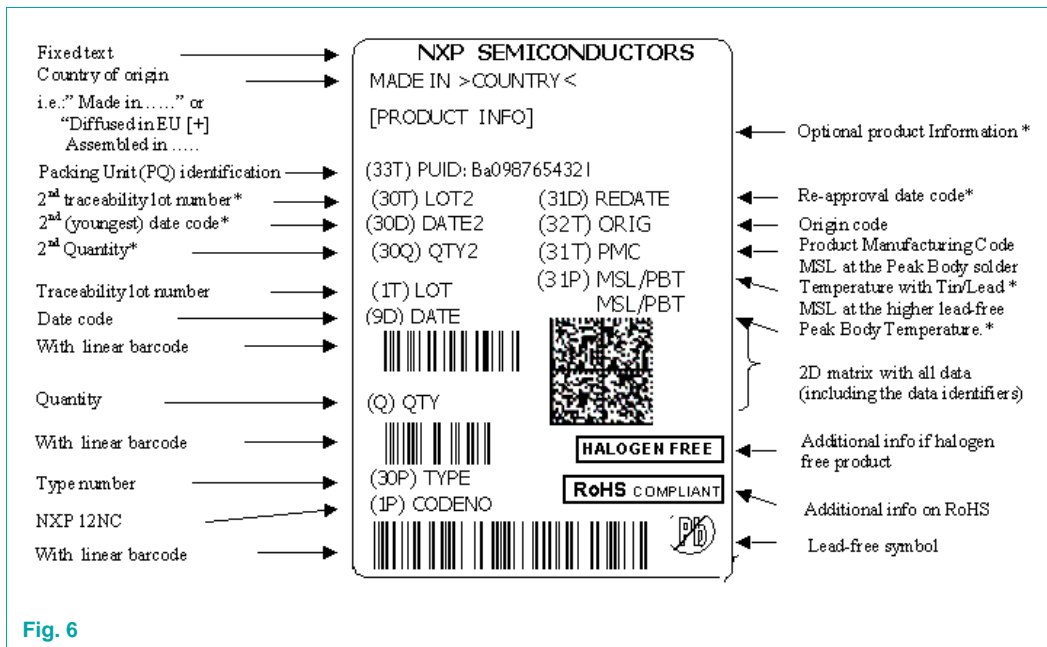 Fixed text
Country of origin
i.e.:" Made in ....." or
"Diffused in EU [+]
Assembled in .....
Packing Unit (PQ) identification
2nd traceability lot number*
2nd (youngest) date code*
2nd Quantity*
Traceability lot number
Date code
With linear barcode
Quantity
With linear barcode
Type number
NXP 12NC
With linear barcode
NXP SEMICONDUCTORS
MADE IN >COUNTRY<
[PRODUCT INFO]
(33T) PUID: Ba0987654321
(30T) LOT2 (31D) REDATE
(30D) DATE2 (32T) ORIG
(30Q) QTY2 (31T) PMC
(31P) MSL/PBT
(1T) LOT MSL/PBT
(9D) DATE
(Q) QTY
HALOGEN FREE
(30P) TYPE
RoHS COMPLIANT
(1P) CODENO
Pb
Optional product Information *
Re-approval date code*
Origin code
Product Manufacturing Code
MSL at the Peak Body solder
Temperature with Tin/Lead *
MSL at the higher lead-free
Peak Body Temperature.*
2D matrix with all data
(including the data identifiers)
Additional info if halogen
free product
Additional info on RoHS
Lead-free symbol
Fig. 6